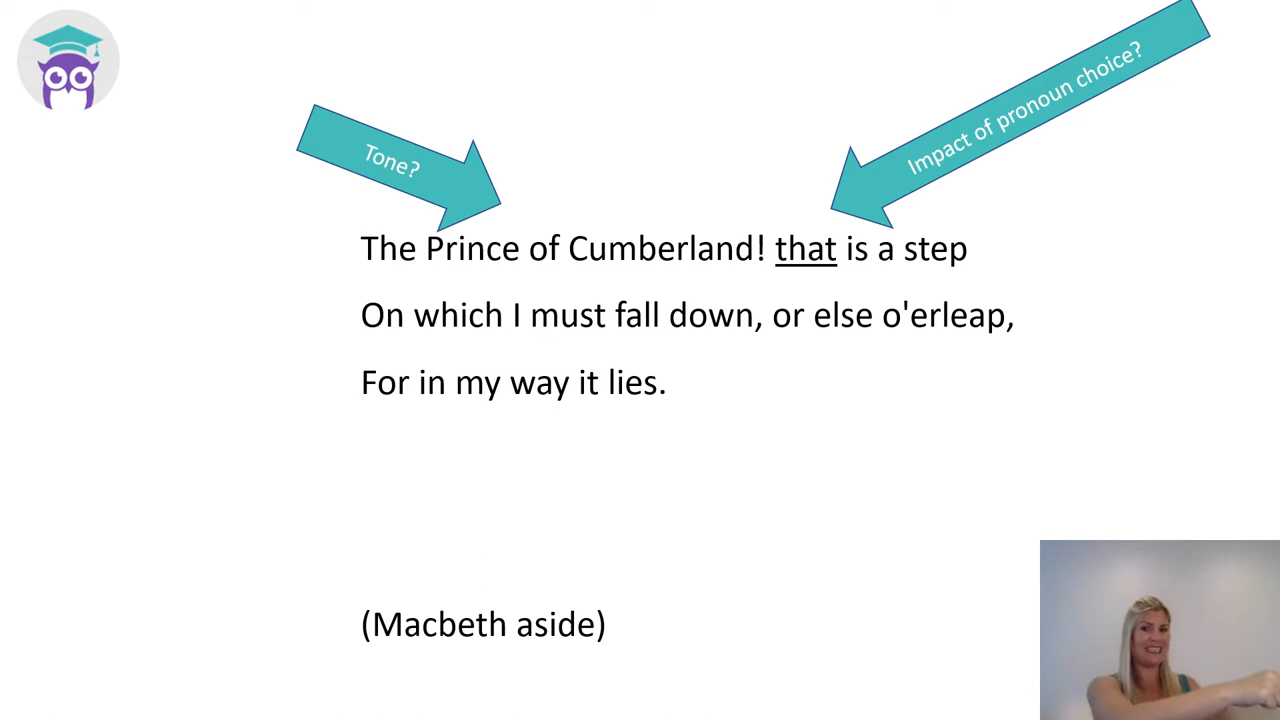 Impact of pronoun choice?
Tone?
The Prince of Cumberland! that is a step
On which I must fall down, or else o'erleap,
For in my way it lies.
(Macbeth aside)